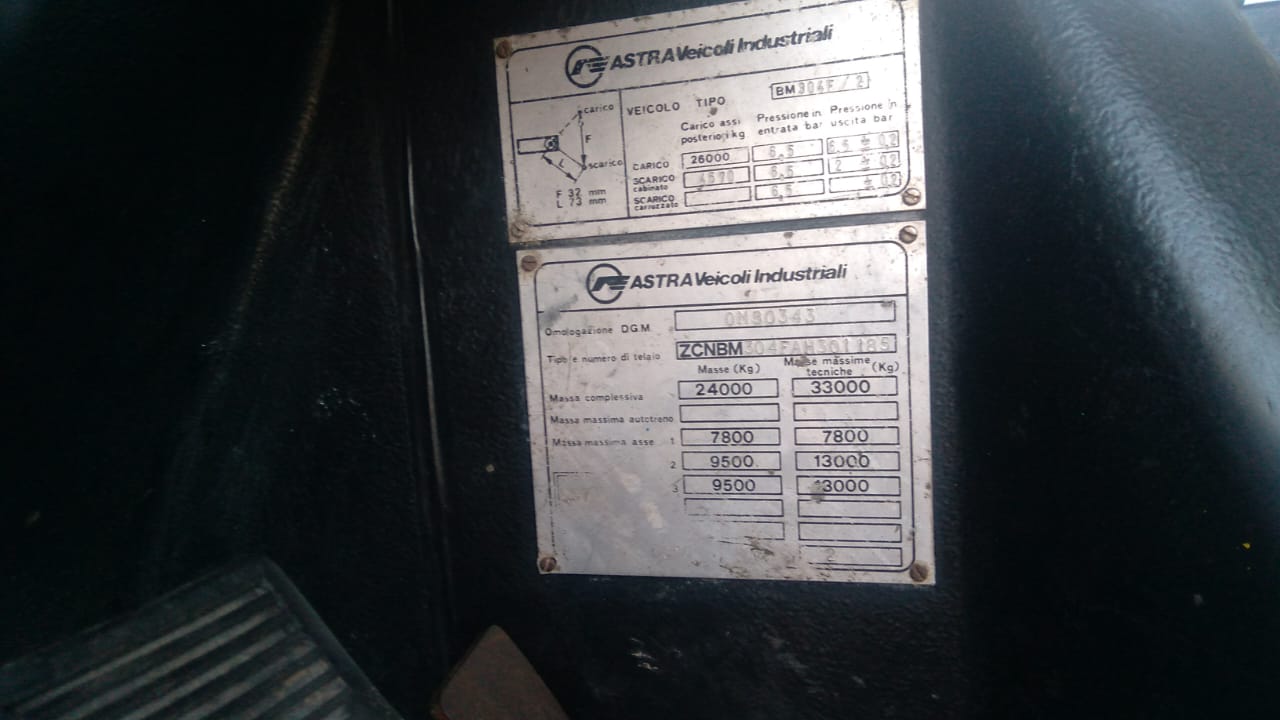 ASTRA Veicoli Industriali
VEICOLO TIPO BM304F/2
carico
F
scarico
L
F 32 mm
L 73 mm
Carico assi posteriori kg Pressione in entrata bar Pressione in uscita bar
CARICO 26000 6,5 6,5 ± 0,2
SCARICO cabinato 6,5 2 ± 0,2
SCARICO carrozzato 6,5 ± 0,2
ASTRA Veicoli Industriali
Omologazione D.G.M. OM80343
Tipo e numero di telaio ZCNBM304FAH301185
Masse (Kg) Masse massime tecniche (Kg)
Massa complessiva 24000 33000
Massa massima autotreno
Massa massima asse 1 7800 7800
2 9500 13000
3 9500 13000
2